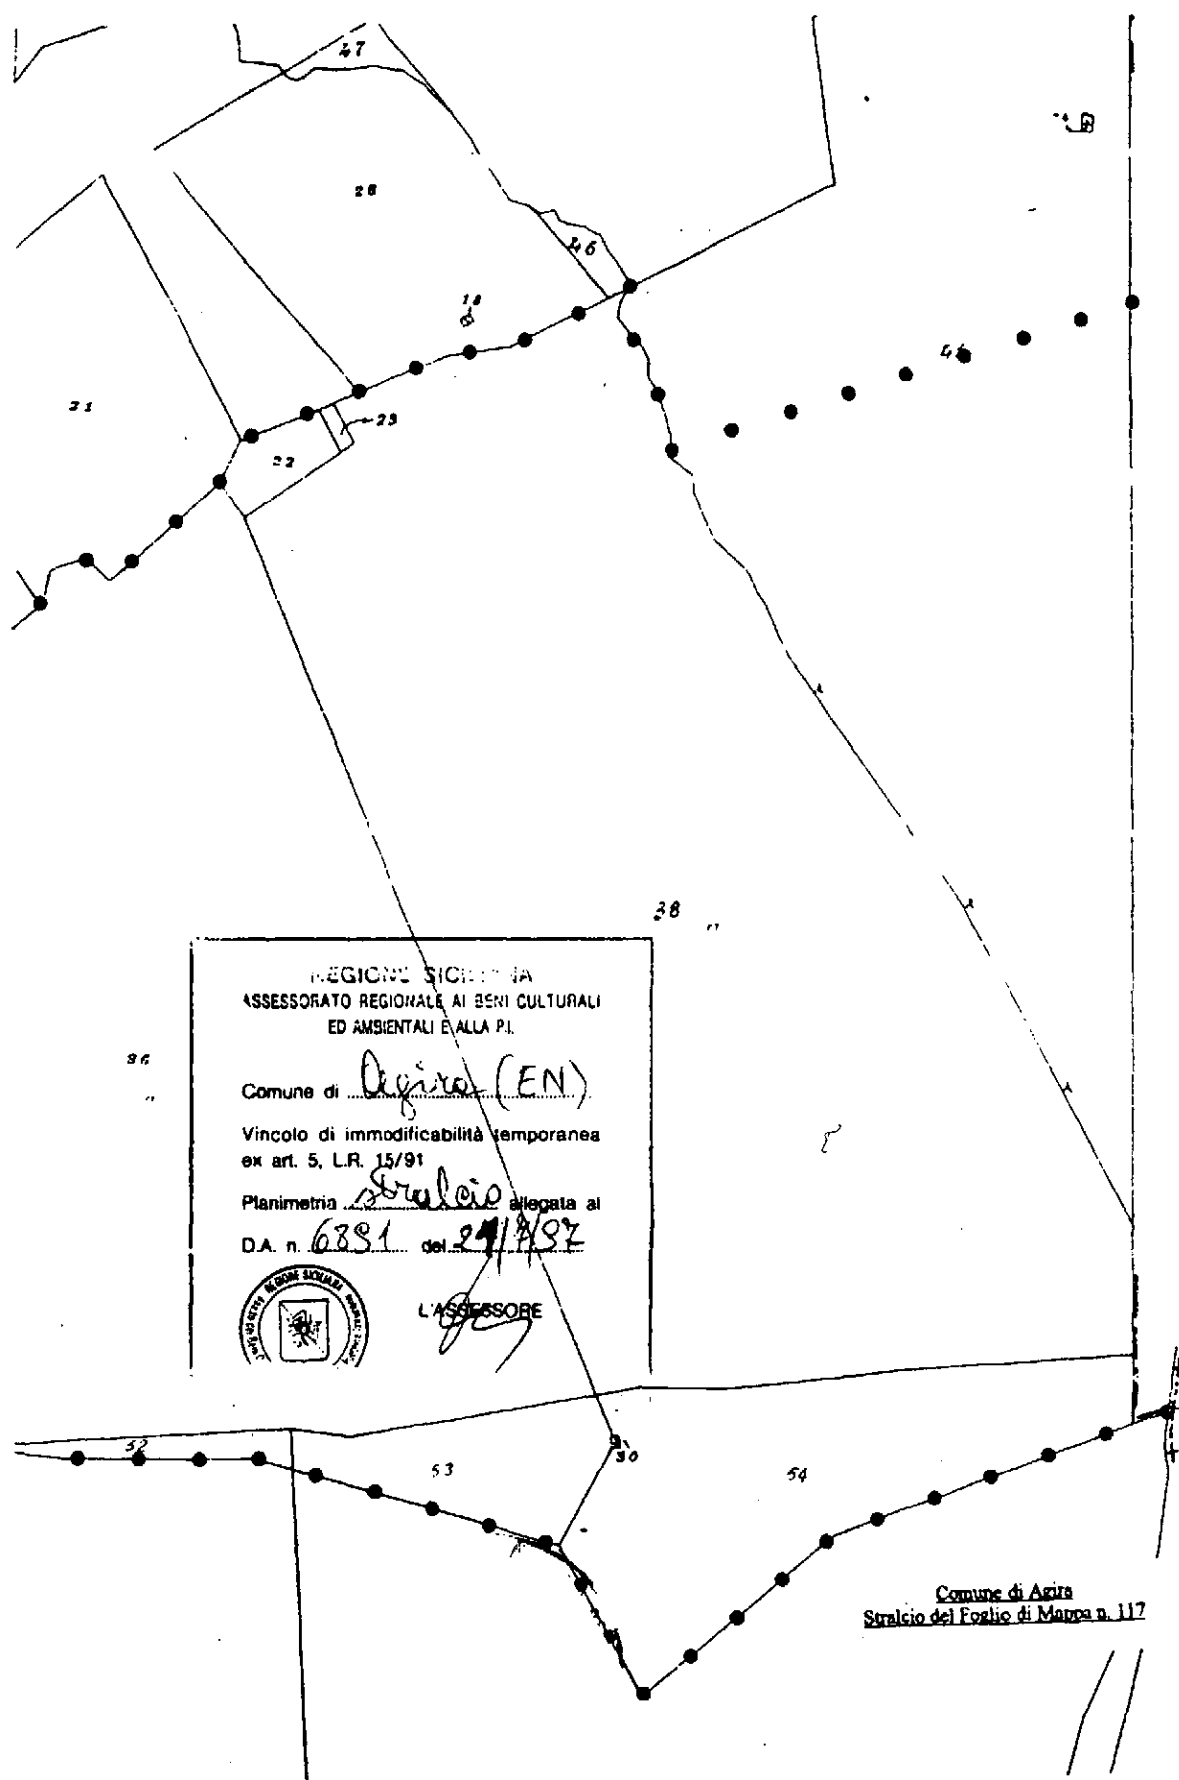 47
28
46
18
21
23
22
38
REGIONE SICILIANA
ASSESSORATO REGIONALE AI BENI CULTURALI
ED AMBIENTALI E ALLA P.I.
36
Comune di Agira (EN)
Vincolo di immodificabilità temporanea
ex art. 5, L.R. 15/91
Planimetria stralcio allegata al
D.A. n. 6891 del
REGIONE SICILIANA
L'ASSESSORE
52
53
30
54
Comune di Agira
Stralcio del Foglio di Mappa n. 117